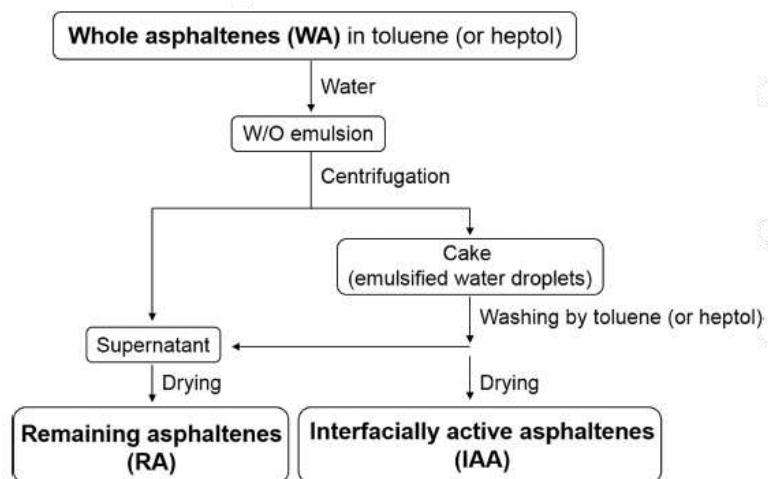 Whole asphaltenes (WA) in toluene (or heptol)
Water
W/O emulsion
Centrifugation
Cake
(emulsified water droplets)
Washing by toluene (or heptol)
Supernatant
Drying
Drying
Remaining asphaltenes
(RA)
Interfacially active asphaltenes
(IAA)